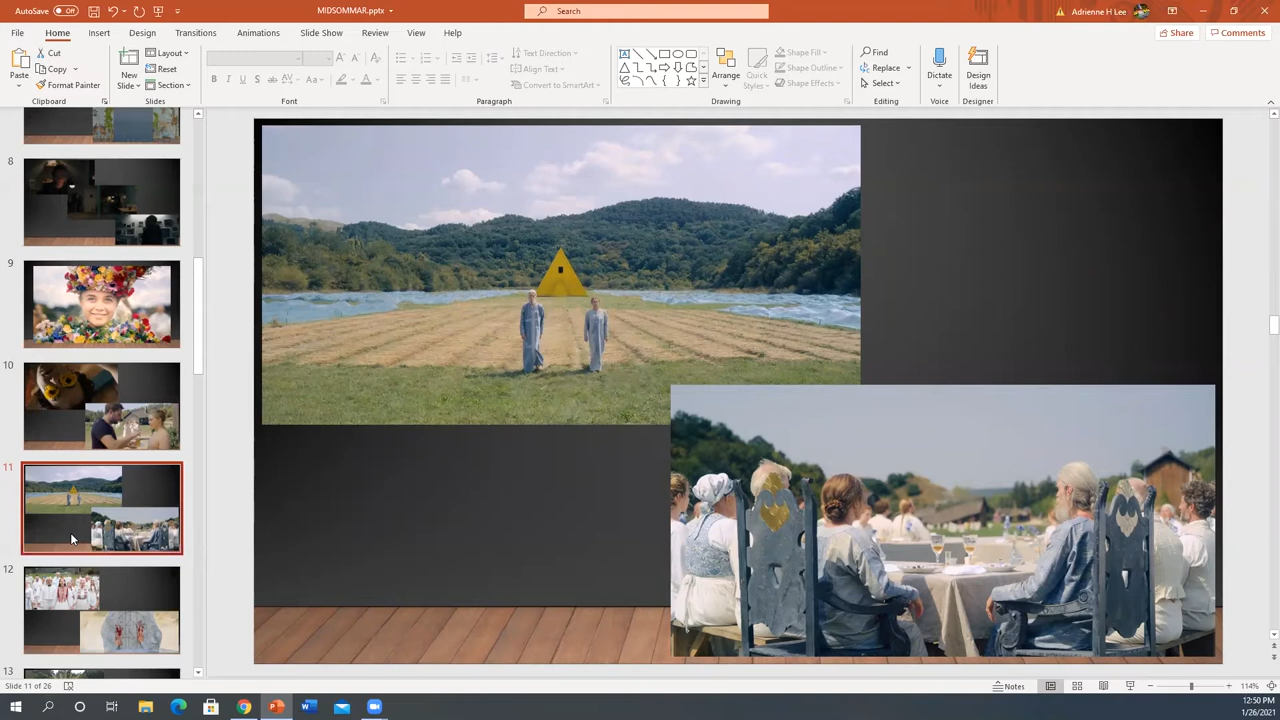 AutoSave Off MIDSOMMAR.pptx Search Adrienne H Lee
File Home Insert Design Transitions Animations Slide Show Review View Help Share Comments
Paste Cut Copy Format Painter
Clipboard
New Slide Layout Reset Section
Slides
B I U S ab AV Aa A
Font
Text Direction
Align Text
Convert to SmartArt
Paragraph
Arrange Quick Styles Shape Fill Shape Outline Shape Effects
Drawing
Find
Replace
Select
Editing
Dictate
Voice
Design Ideas
Designer
8
9
10
11
12
13
Slide 11 of 26 Notes 114%
12:50 PM
1/26/2021